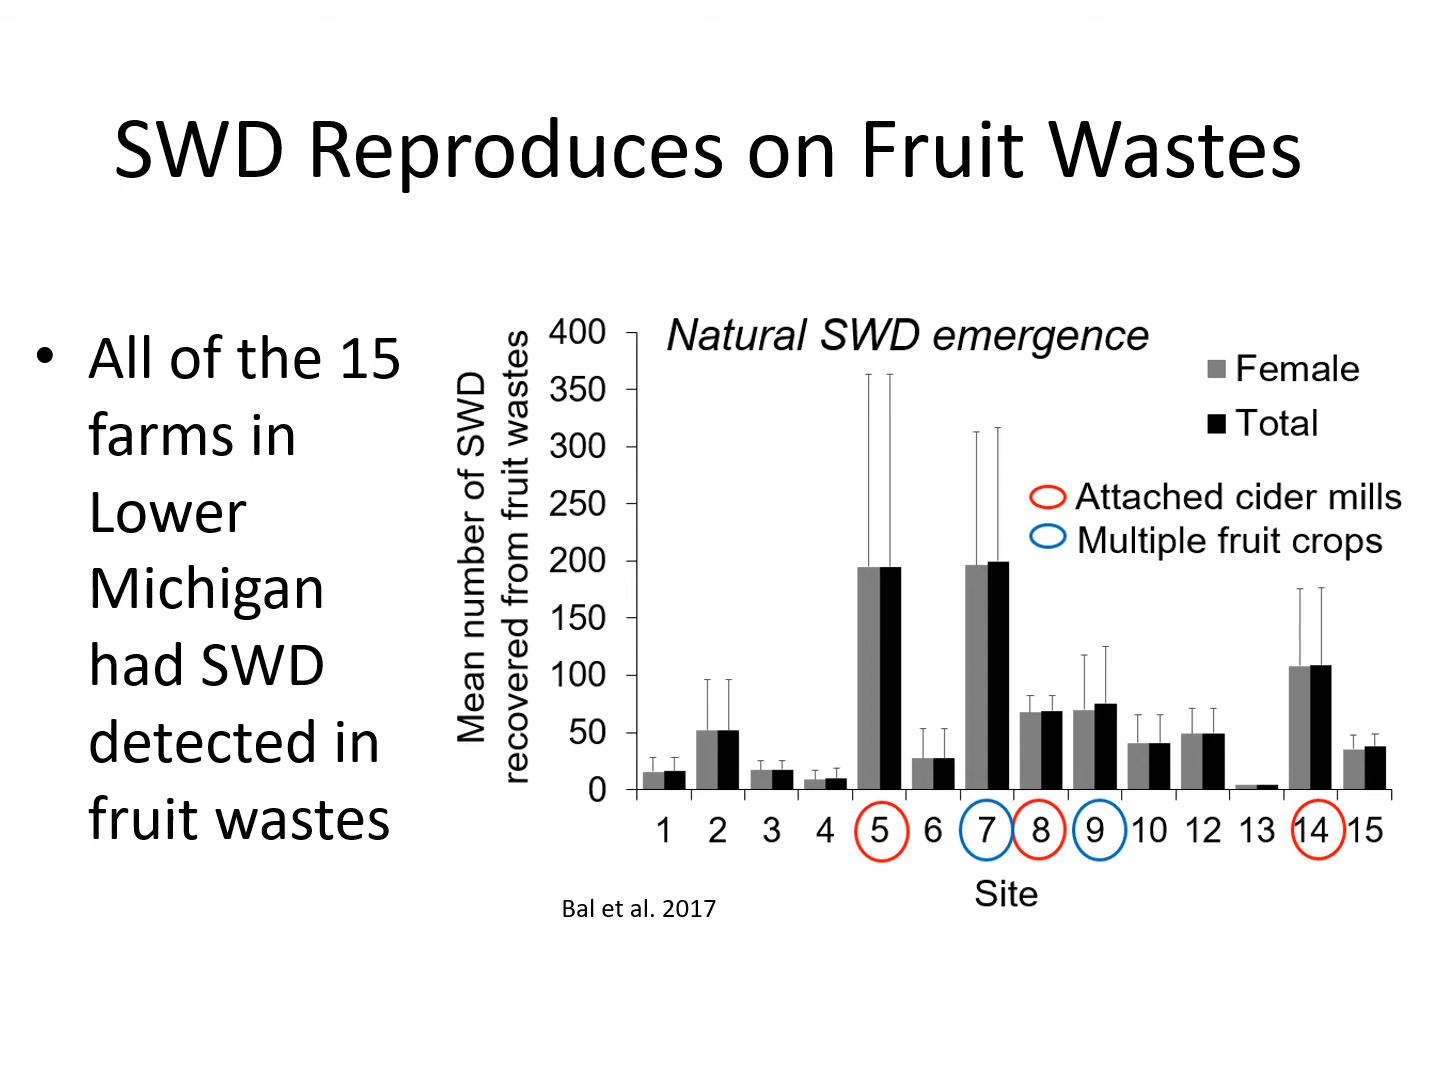 SWD Reproduces on Fruit Wastes
• All of the 15
farms in
Lower
Michigan
had SWD
detected in
fruit wastes
Natural SWD emergence
Mean number of SWD
recovered from fruit wastes
400
350
300
250
200
150
100
50
0
Female
Total
Attached cider mills
Multiple fruit crops
1 2 3 4 5 6 7 8 9 10 12 13 14 15
Site
Bal et al. 2017